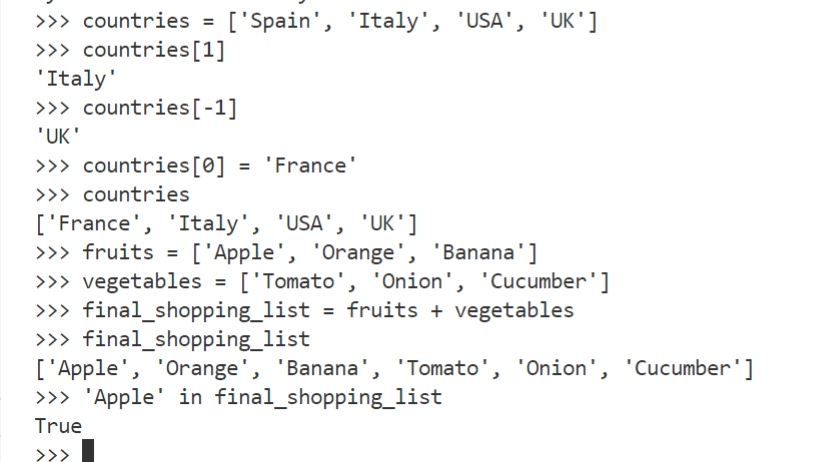 >>> countries = ['Spain', 'Italy', 'USA', 'UK']
>>> countries[1]
'Italy'
>>> countries[-1]
'UK'
>>> countries[0] = 'France'
>>> countries
['France', 'Italy', 'USA', 'UK']
>>> fruits = ['Apple', 'Orange', 'Banana']
>>> vegetables = ['Tomato', 'Onion', 'Cucumber']
>>> final_shopping_list = fruits + vegetables
>>> final_shopping_list
['Apple', 'Orange', 'Banana', 'Tomato', 'Onion', 'Cucumber']
>>> 'Apple' in final_shopping_list
True
>>>